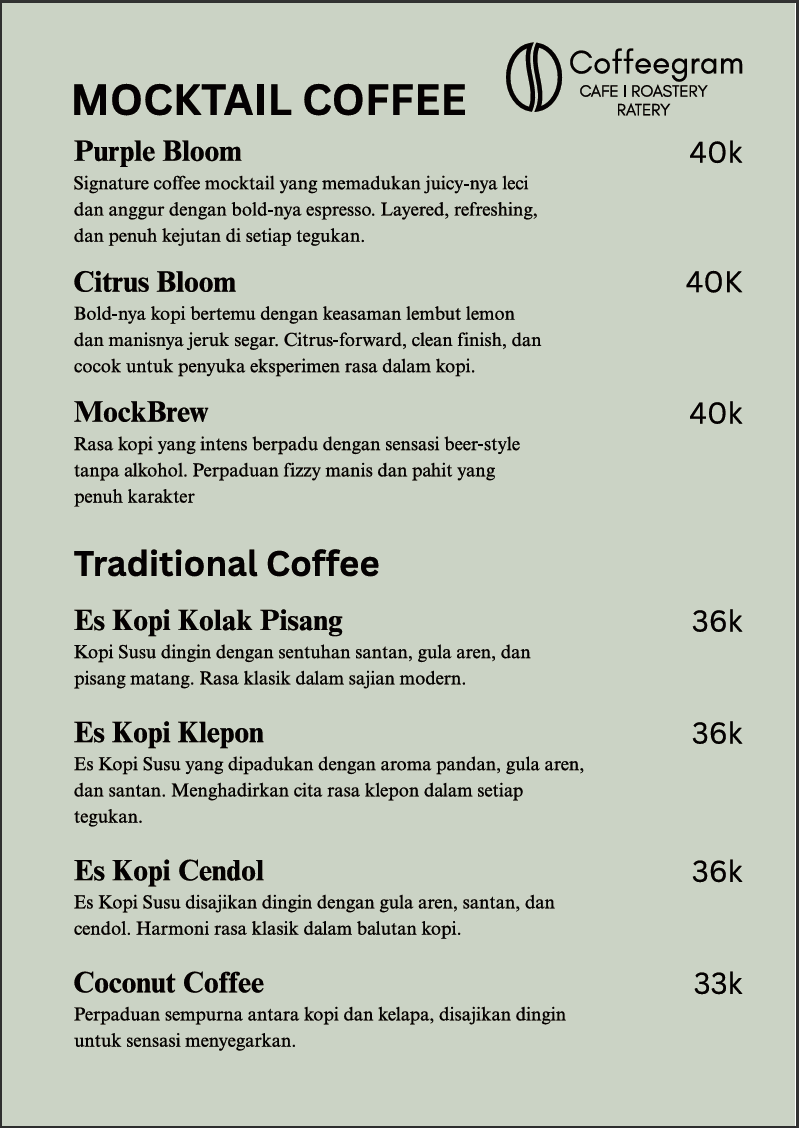 Coffeegram
CAFE I ROASTERY
RATERY
MOCKTAIL COFFEE
Purple Bloom 40k
Signature coffee mocktail yang memadukan juicy-nya leci
dan anggur dengan bold-nya espresso. Layered, refreshing,
dan penuh kejutan di setiap tegukan.
Citrus Bloom 40K
Bold-nya kopi bertemu dengan keasaman lembut lemon
dan manisnya jeruk segar. Citrus-forward, clean finish, dan
cocok untuk penyuka eksperimen rasa dalam kopi.
MockBrew 40k
Rasa kopi yang intens berpadu dengan sensasi beer-style
tanpa alkohol. Perpaduan fizzy manis dan pahit yang
penuh karakter
Traditional Coffee
Es Kopi Kolak Pisang 36k
Kopi Susu dingin dengan sentuhan santan, gula aren, dan
pisang matang. Rasa klasik dalam sajian modern.
Es Kopi Klepon 36k
Es Kopi Susu yang dipadukan dengan aroma pandan, gula aren,
dan santan. Menghadirkan cita rasa klepon dalam setiap
tegukan.
Es Kopi Cendol 36k
Es Kopi Susu disajikan dingin dengan gula aren, santan, dan
cendol. Harmoni rasa klasik dalam balutan kopi.
Coconut Coffee 33k
Perpaduan sempurna antara kopi dan kelapa, disajikan dingin
untuk sensasi menyegarkan.